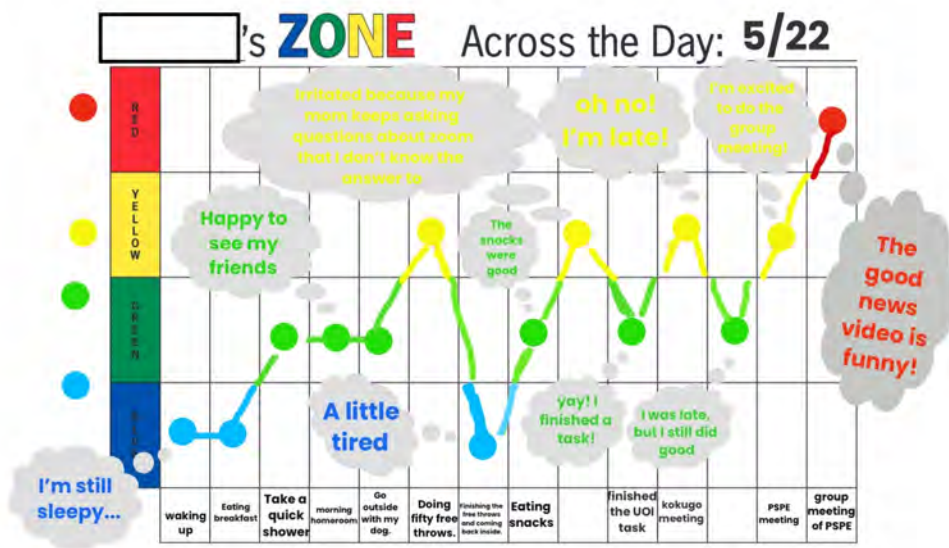 's ZONE Across the Day: 5/22
RED
YELLOW
GREEN
Irritated because my
mom keeps asking
questions about zoom
that I don't know the
answer to
oh no!
I'm late!
I'm excited
to do the
group
meeting!
Happy to
see my
friends
The
snacks
were
good
The
good
news
video is
funny!
A little
tired
yay! I
finished a
task!
I was late,
but I still did
good
I'm still
sleepy...
waking
up
Eating
breakfast
Take a
quick
shower
morning
homeroom
Go
outside
with my
dog.
Doing
fifty free
throws.
Finishing the
free throws
and coming
back inside.
Eating
snacks
finished
the UOI
task
kokugo
meeting
PSPE
meeting
group
meeting
of PSPE